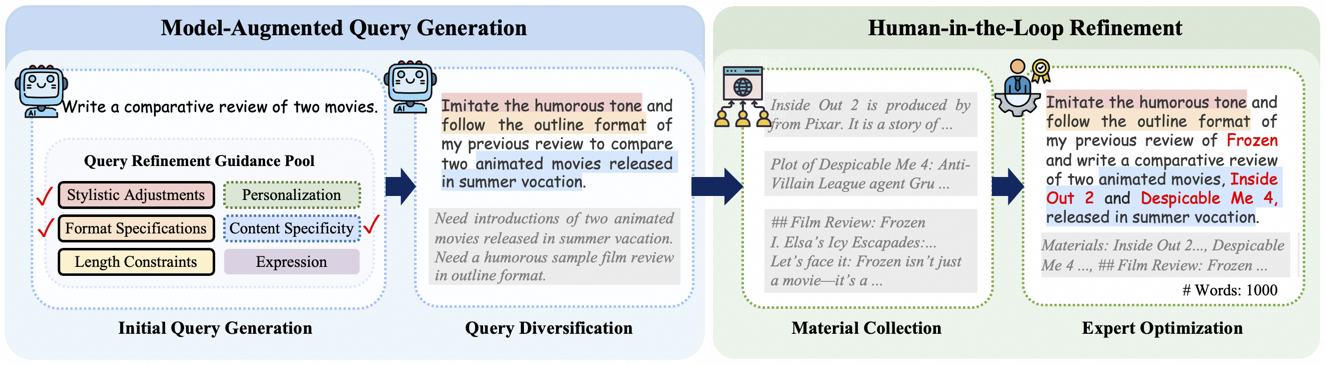 Model-Augmented Query Generation
Human-in-the-Loop Refinement
AI
Write a comparative review of two movies.
Query Refinement Guidance Pool
Stylistic Adjustments
Personalization
Format Specifications
Content Specificity
Length Constraints
Expression
Initial Query Generation
AI
Imitate the humorous tone and
follow the outline format of
my previous review to compare
two animated movies released
in summer vocation.
Need introductions of two animated
movies released in summer vacation.
Need a humorous sample film review
in outline format.
Query Diversification
Inside Out 2 is produced by
from Pixar. It is a story of ...
Plot of Despicable Me 4: Anti-
Villain League agent Gru ...
## Film Review: Frozen
I. Elsa's Icy Escapades:...
Let's face it: Frozen isn't just
a movie—it's a ...
Material Collection
Imitate the humorous tone and
follow the outline format of
my previous review of Frozen
and write a comparative review
of two animated movies, Inside
Out 2 and Despicable Me 4,
released in summer vocation.
Materials: Inside Out 2..., Despicable
Me 4 ..., ## Film Review: Frozen ...
# Words: 1000
Expert Optimization